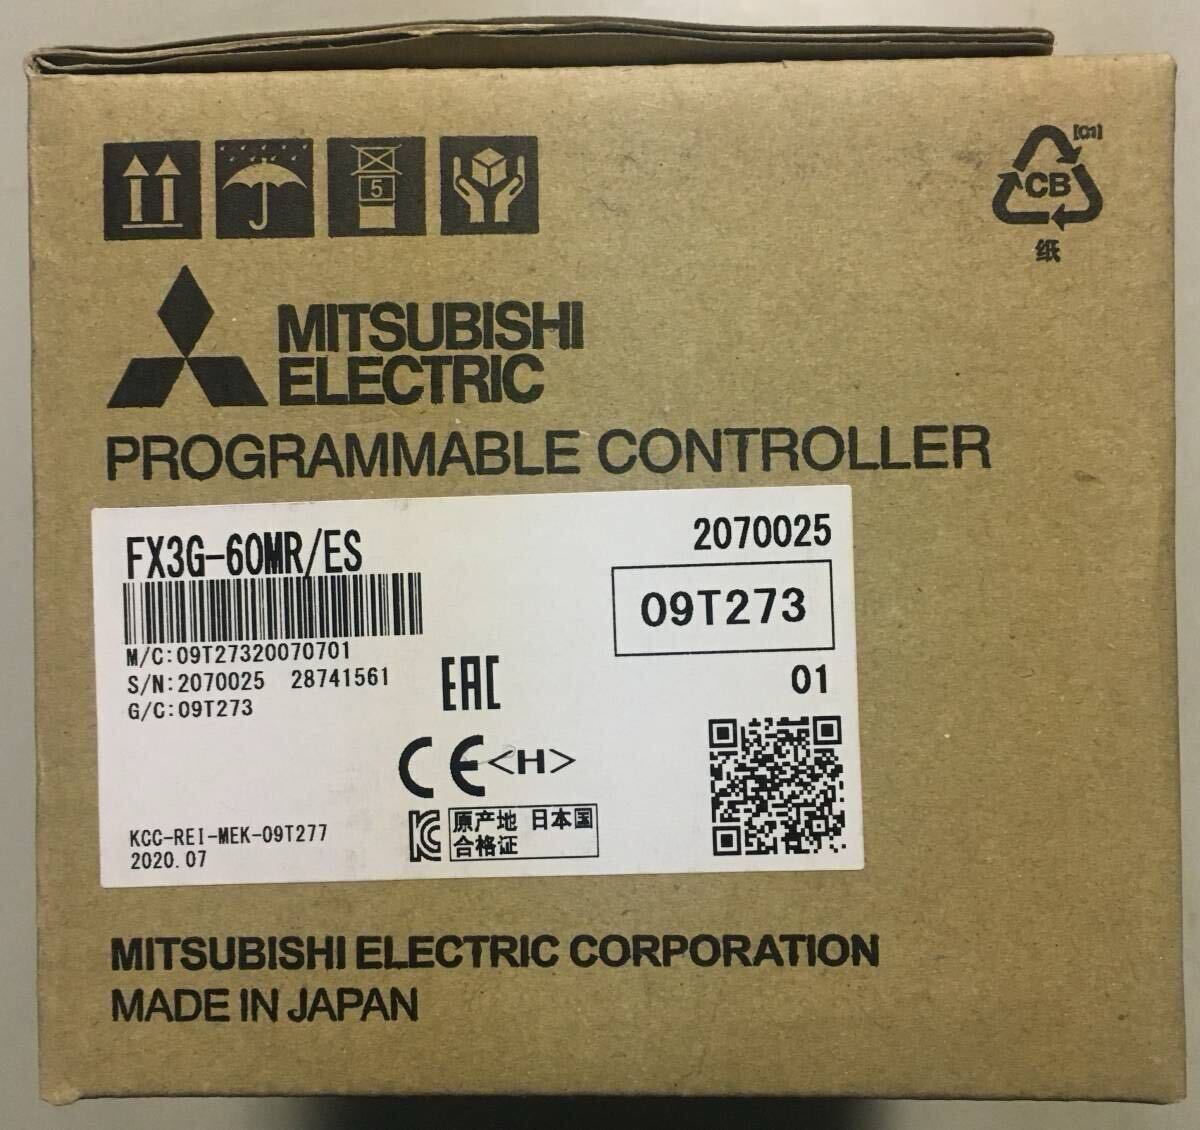 5
[C01]
CB
纸
MITSUBISHI
ELECTRIC
PROGRAMMABLE CONTROLLER
FX3G-60MR/ES
2070025
09T273
01
M/C:09T27320070701
S/N:2070025 28741561
G/C:09T273
EAC
CE<H>
KC
原产地 日本国
合格证
KCC-REI-MEK-09T277
2020.07
MITSUBISHI ELECTRIC CORPORATION
MADE IN JAPAN